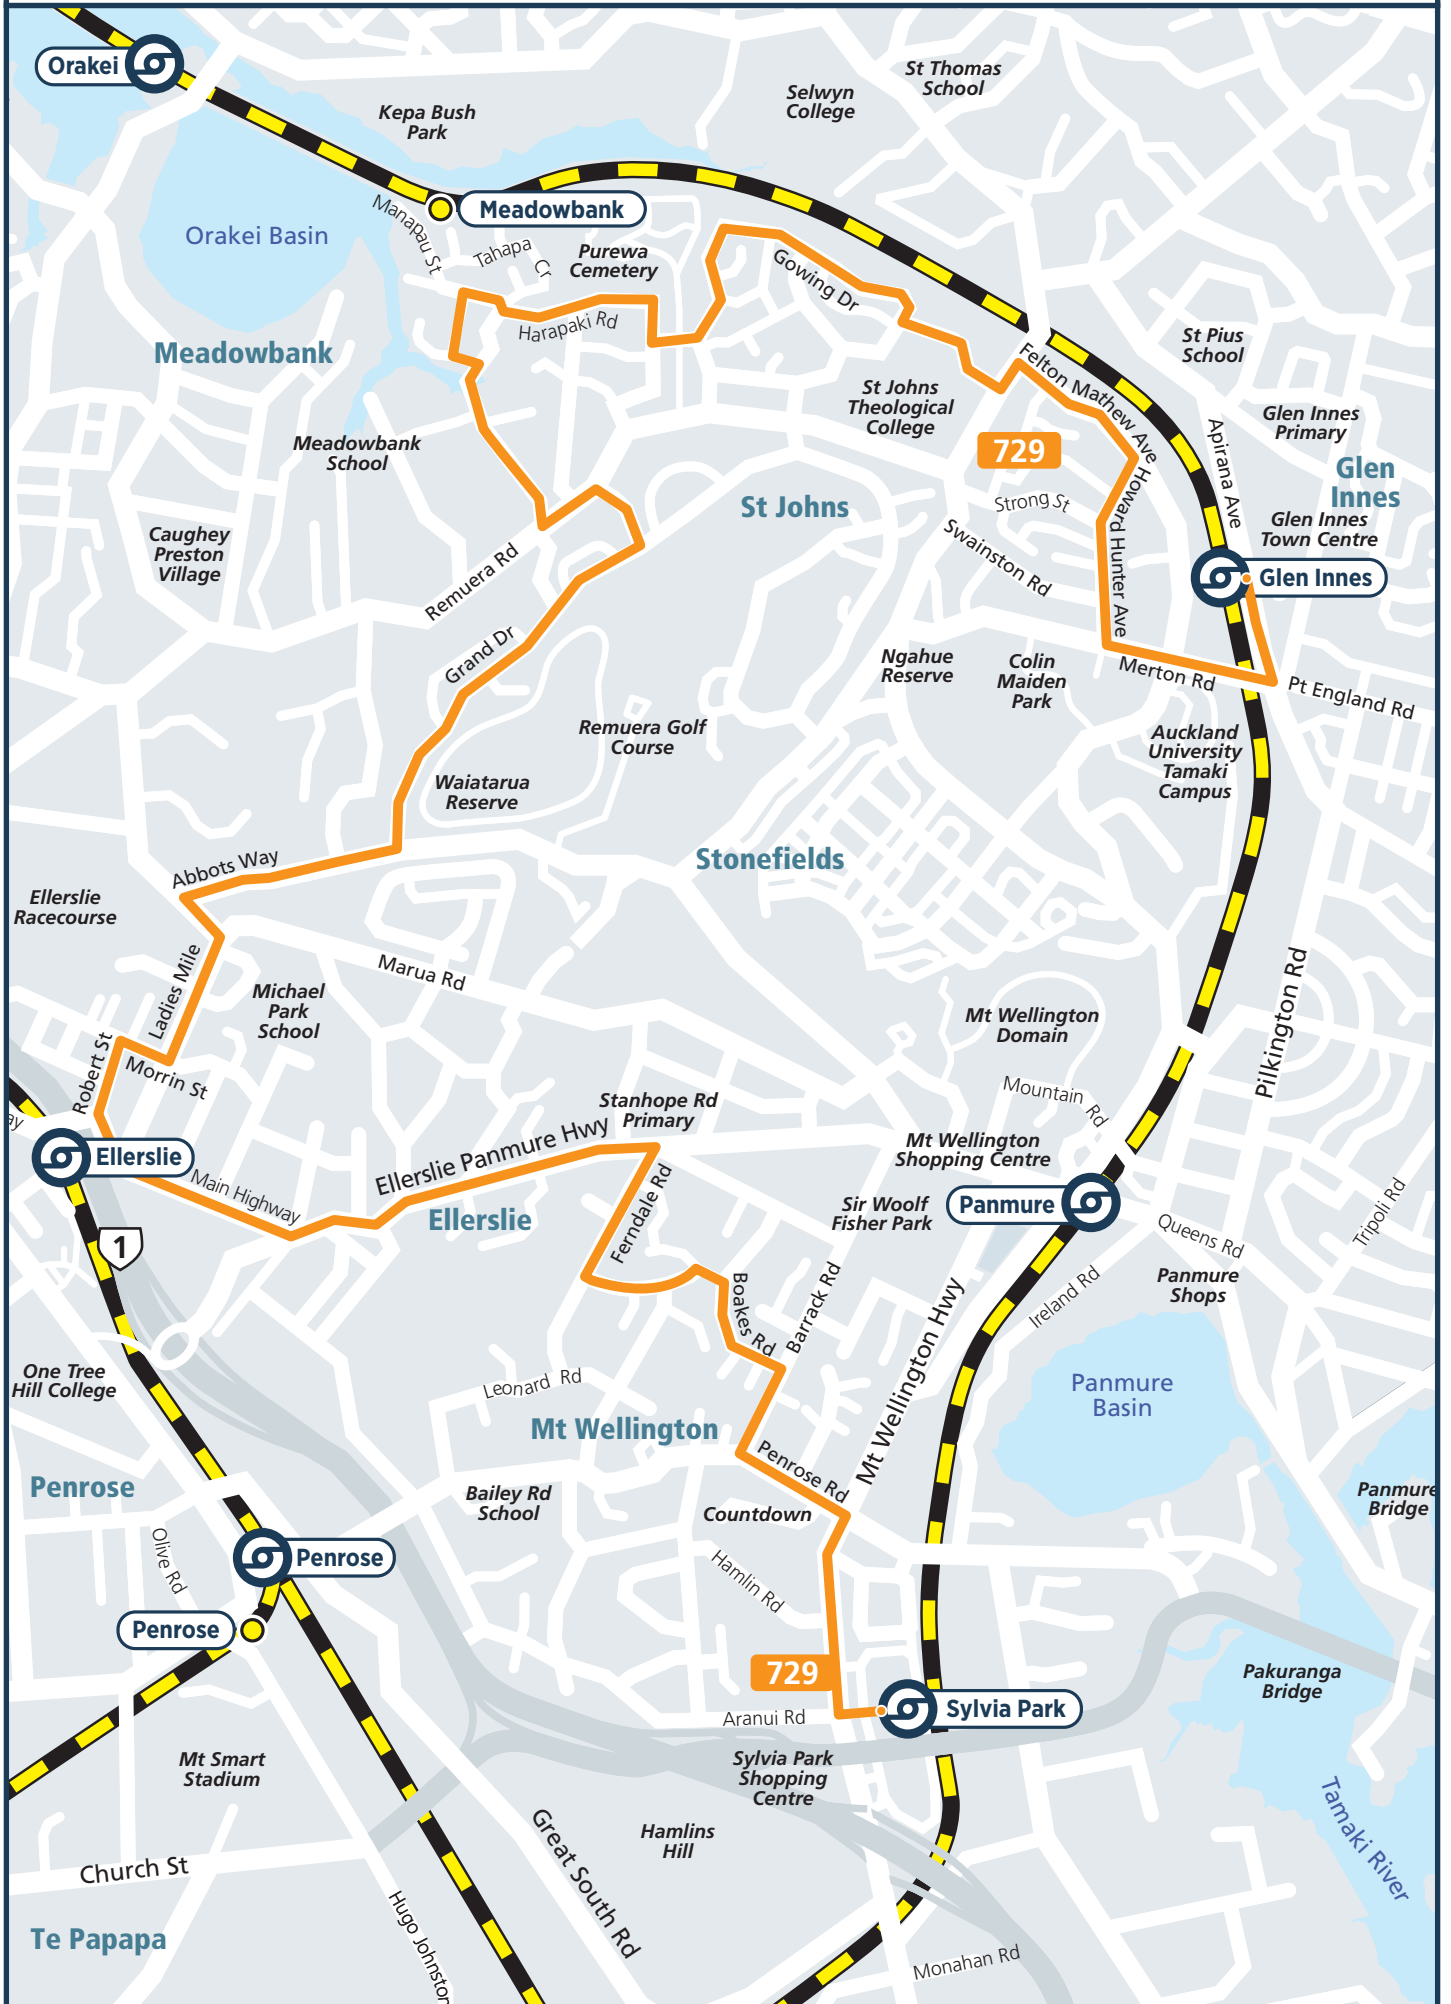 Orakei
St Thomas
School
Selwyn
College
Kepa Bush
Park
Meadowbank
Manapau St
Orakei Basin
Tahapa
Cr
Purewa
Cemetery
Gowing Dr
Harapaki Rd
Meadowbank
St Pius
School
Felton Mathew Ave
St Johns
Theological
College
Glen Innes
Primary
Apirana Ave
Meadowbank
School
729
Glen
Innes
Howard Hunter Ave
Strong St
St Johns
Glen Innes
Town Centre
Caughey
Preston
Village
Swainston Rd
Remuera Rd
Glen Innes
Grand Dr
Ngahue
Reserve
Colin
Maiden
Park
Merton Rd
Pt England Rd
Remuera Golf
Course
Auckland
University
Tamaki
Campus
Waiatarua
Reserve
Abbots Way
Stonefields
Ellerslie
Racecourse
Ladies Mile
Marua Rd
Pilkington Rd
Michael
Park
School
Mt Wellington
Domain
Robert St
Morrin St
Mountain Rd
Stanhope Rd
Primary
ay
Ellerslie Panmure Hwy
Mt Wellington
Shopping Centre
Ellerslie
Main Highway
Ferndale Rd
Sir Woolf
Fisher Park
Panmure
Tripoli Rd
Ellerslie
Queens Rd
1
Ireland Rd
Panmure
Shops
Boakes Rd
Barrack Rd
Mt Wellington Hwy
One Tree
Hill College
Leonard Rd
Panmure
Basin
Mt Wellington
Penrose Rd
Penrose
Bailey Rd
School
Countdown
Panmure
Bridge
Olive Rd
Penrose
Hamlin Rd
Penrose
729
Pakuranga
Bridge
Aranui Rd
Sylvia Park
Mt Smart
Stadium
Sylvia Park
Shopping
Centre
Tamaki River
Great South Rd
Hamlins
Hill
Church St
Hugo Johnston
Te Papapa
Monahan Rd